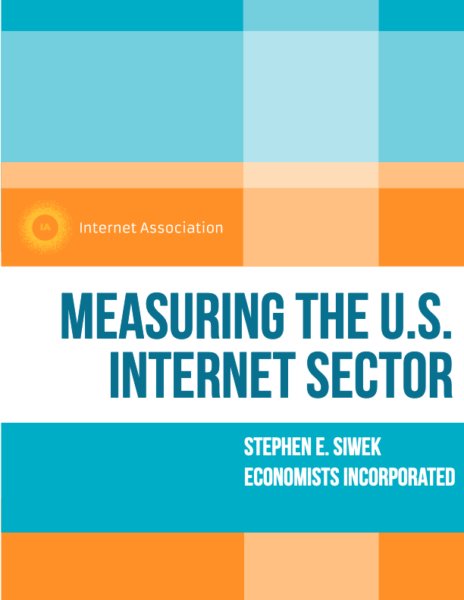 IA
Internet Association
MEASURING THE U.S.
INTERNET SECTOR
STEPHEN E. SIWEK
ECONOMISTS INCORPORATED